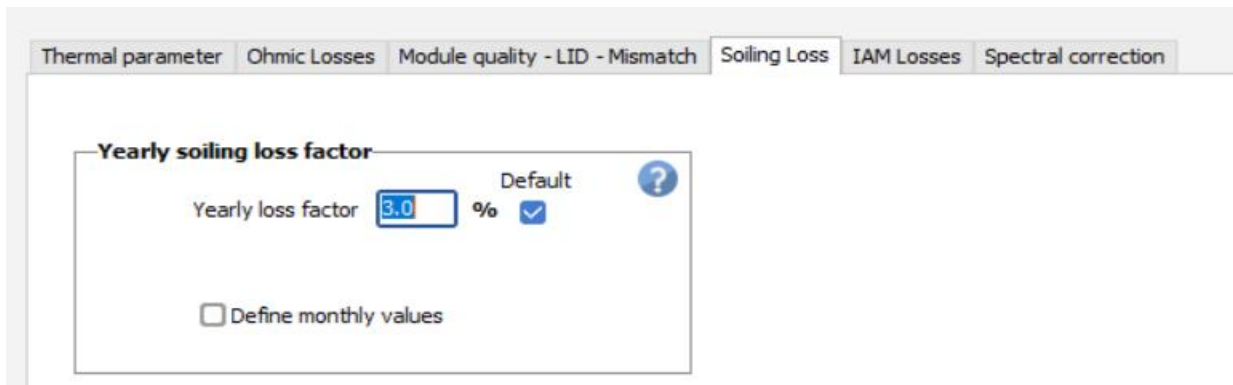 Thermal parameter Ohmic Losses Module quality - LID - Mismatch Soiling Loss IAM Losses Spectral correction
Yearly soiling loss factor
Default ?
Yearly loss factor 3.0 %
Define monthly values